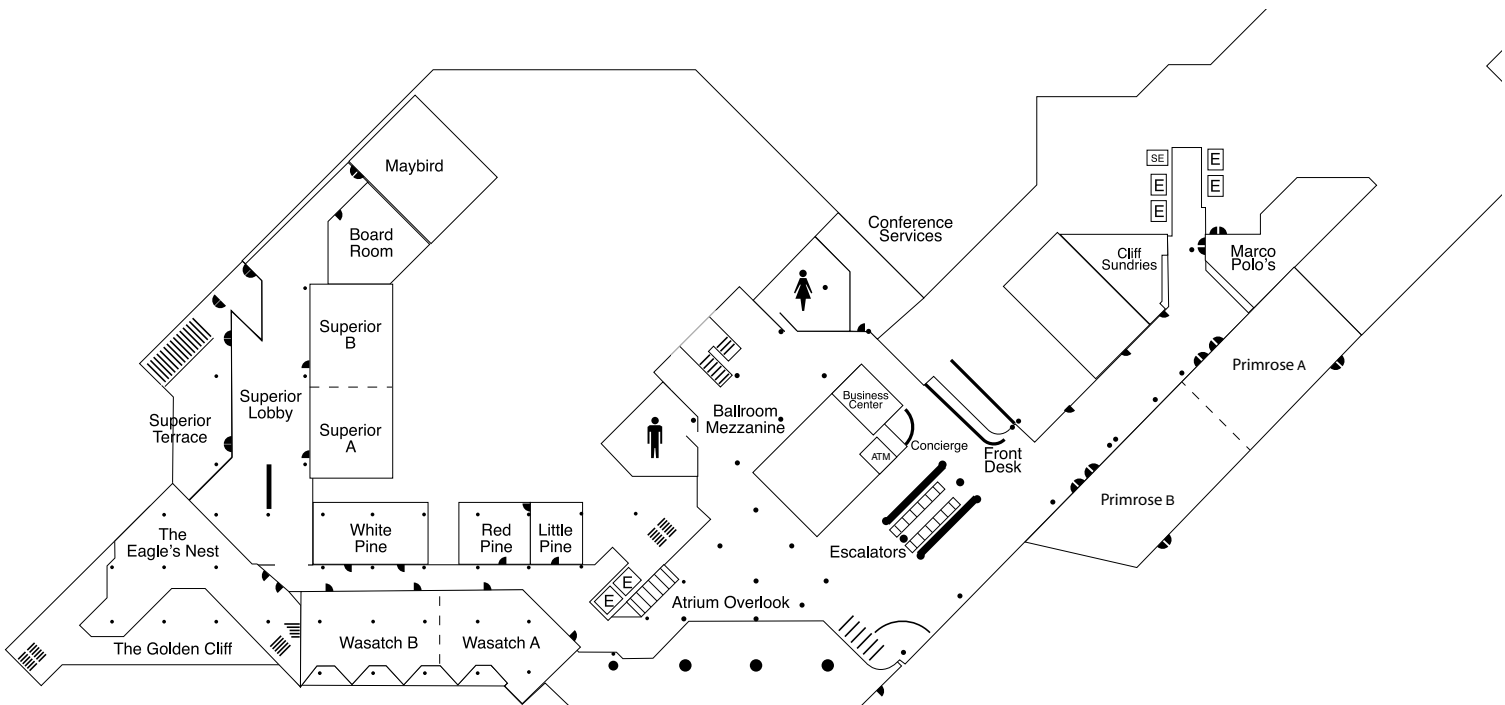 Maybird
Board
Room
Conference
Services
SE
E
E
E
E
Cliff
Sundries
Marco
Polo's
Superior
B
Superior
A
Superior
Lobby
Superior
Terrace
Ballroom
Mezzanine
Business
Center
ATM
Concierge
Front
Desk
Primrose A
Primrose B
Escalators
The
Eagle's Nest
White
Pine
Red
Pine
Little
Pine
E
E
Atrium Overlook
The Golden Cliff
Wasatch B
Wasatch A